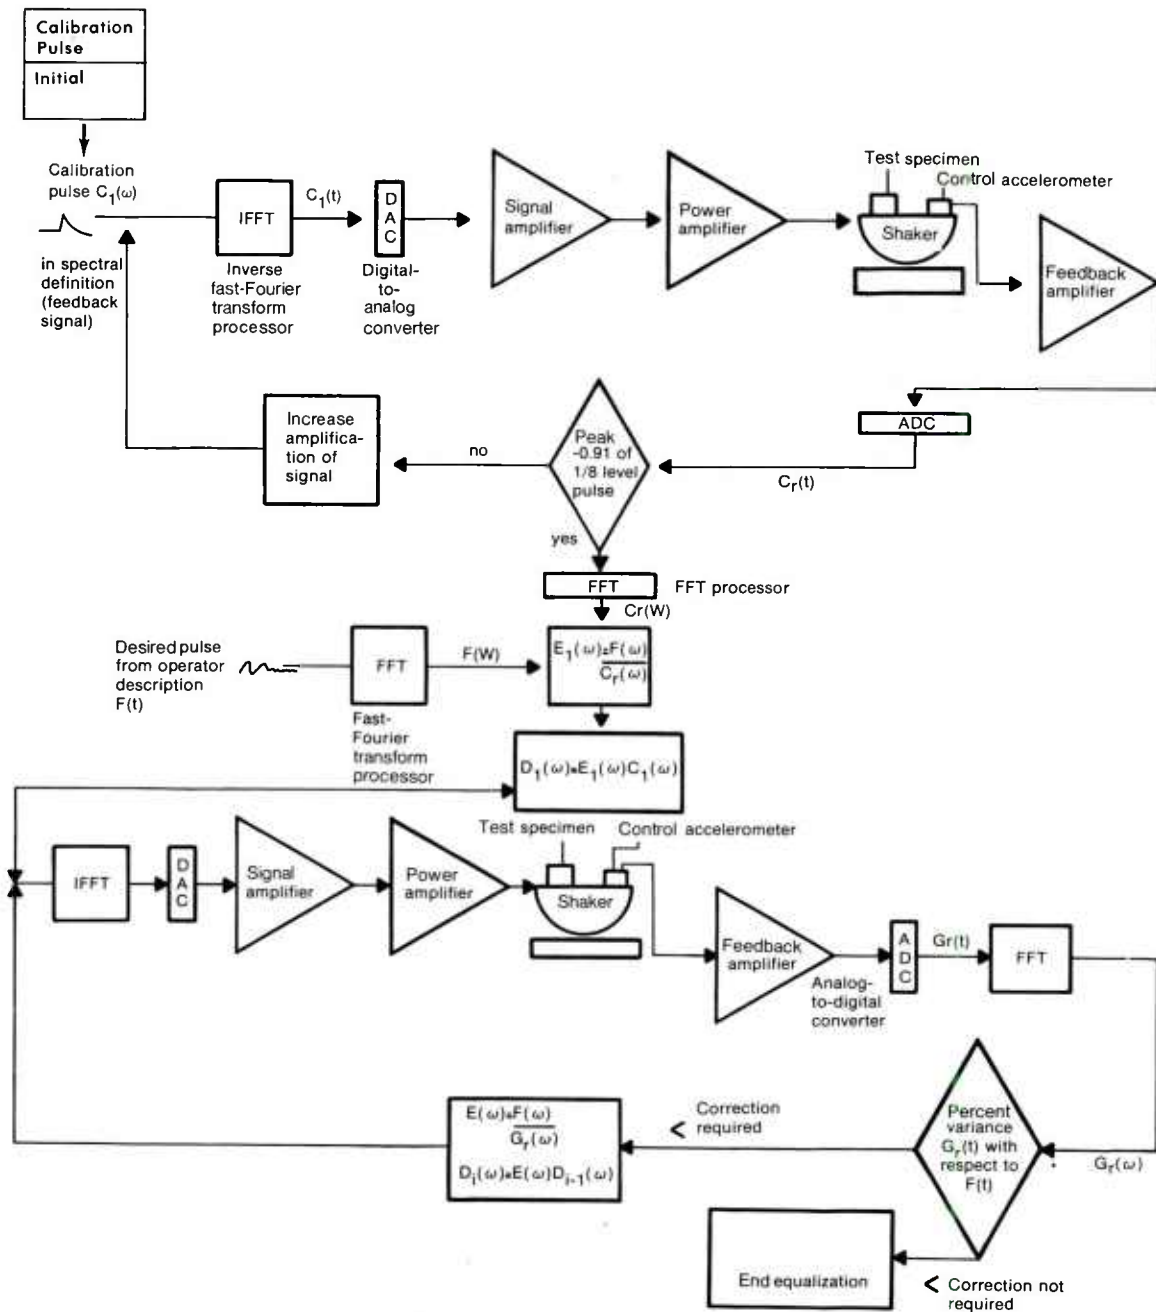 Calibration
Pulse
Initial
Calibration
pulse C₁(ω)
in spectral
definition
(feedback
signal)
IFFT
Inverse
fast-Fourier
transform
processor
C₁(t)
D
A
C
Digital-
to-
analog
converter
Signal
amplifier
Power
amplifier
Test specimen
Control accelerometer
Shaker
Feedback
amplifier
ADC
Cᵣ(t)
Peak
-0.91 of
1/8 level
pulse
no
Increase
amplifica-
tion of
signal
yes
FFT
FFT processor
Cr(W)
Desired pulse
from operator
description
F(t)
FFT
Fast-
Fourier
transform
processor
F(W)
E₁(ω)=F(ω)
Cᵣ(ω)
D₁(ω)=E₁(ω)C₁(ω)
IFFT
D
A
C
Signal
amplifier
Power
amplifier
Test specimen
Control accelerometer
Shaker
Feedback
amplifier
Analog-
to-digital
converter
A
D
C
Gr(t)
FFT
Gᵣ(ω)
Percent
variance
Gᵣ(t) with
respect to
F(t)
< Correction
required
E(ω)=F(ω)
Gᵣ(ω)
Dᵢ(ω)=E(ω)Dᵢ₋₁(ω)
End equalization
< Correction not
required